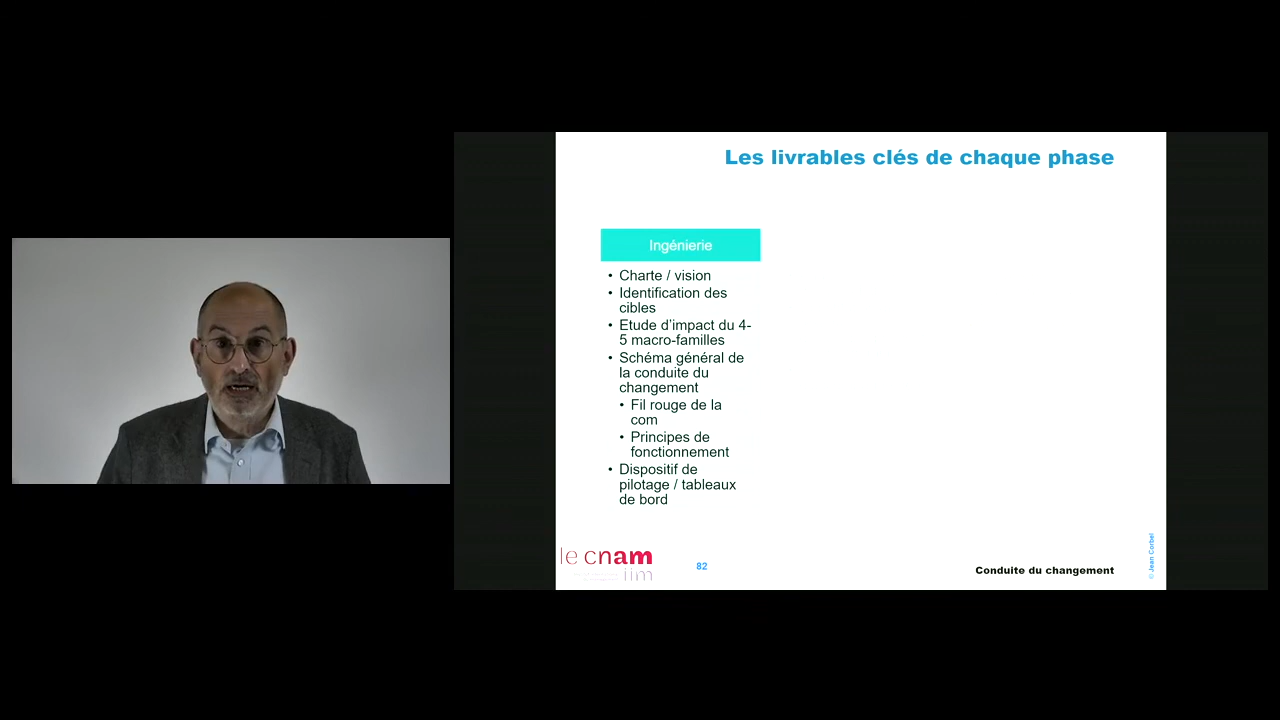 Les livrables clés de chaque phase
Ingénierie
• Charte / vision
• Identification des
cibles
• Etude d’impact du 4-
5 macro-familles
• Schéma général de
la conduite du
changement
• Fil rouge de la
com
• Principes de
fonctionnement
• Dispositif de
pilotage / tableaux
de bord
le cnam
iim
82
Conduite du changement
© Jean Corbel